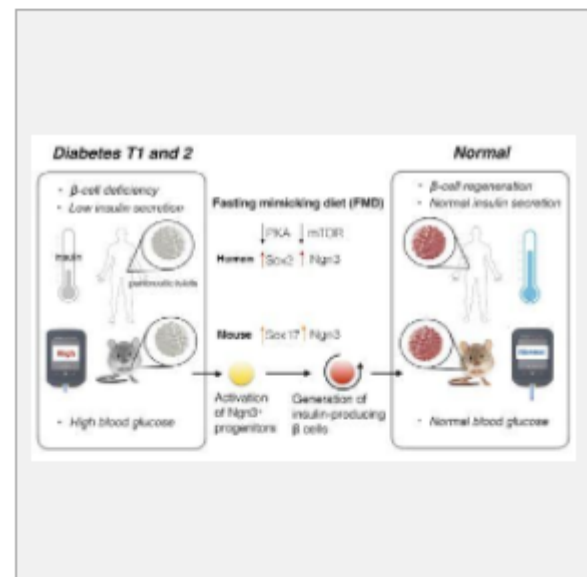 Diabetes T1 and 2
• β-cell deficiency
• Low insulin secretion
insulin
pancreatic islets
High
• High blood glucose
Fasting mimicking diet (FMD)
↓PKA ↓mTOR
Human ↑Sox2 ↑Ngn3
Mouse ↑Sox17 ↑Ngn3
Activation
of Ngn3+
progenitors
Generation of
insulin-producing
β cells
Normal
• β-cell regeneration
• Normal insulin secretion
Normal
• Normal blood glucose